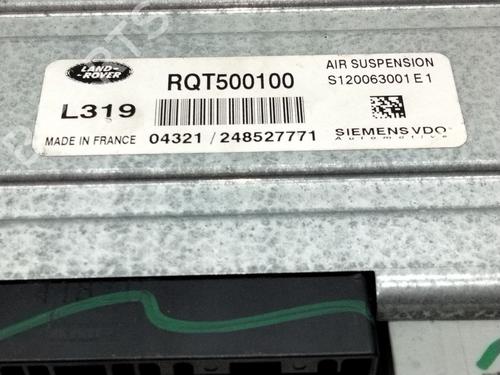 LAND-
ROVER
RQT500100
AIR SUSPENSION
S120063001 E 1
L319
MADE IN FRANCE
04321 / 248527771
SIEMENS VDO
Automotive